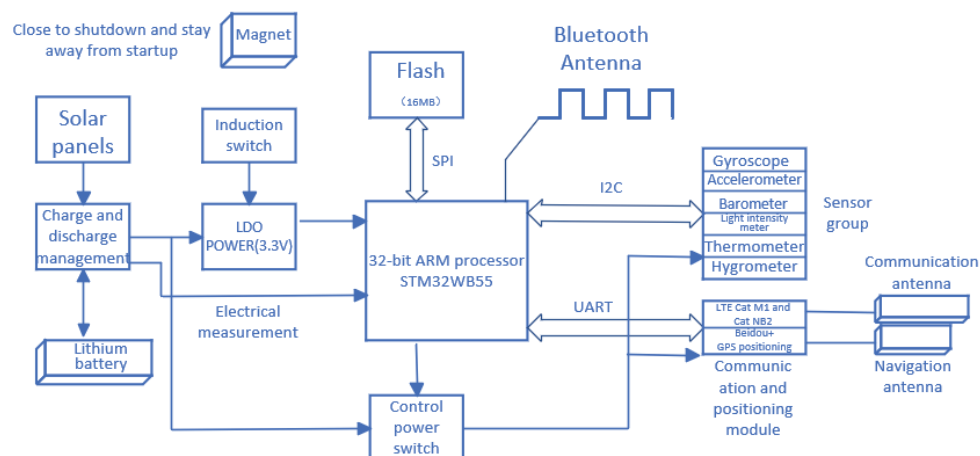 Close to shutdown and stay
away from startup
Magnet
Bluetooth
Antenna
Flash
（16MB）
Solar
panels
Induction
switch
SPI
I2C
Gyroscope
Accelerometer
Barometer
Light intensity
meter
Thermometer
Hygrometer
Sensor
group
Charge and
discharge
management
LDO
POWER(3.3V)
32-bit ARM processor
STM32WB55
Communication
antenna
Electrical
measurement
UART
LTE Cat M1 and
Cat NB2
Beidou+
GPS positioning
Lithium
battery
Navigation
antenna
Communic
ation and
positioning
module
Control
power
switch